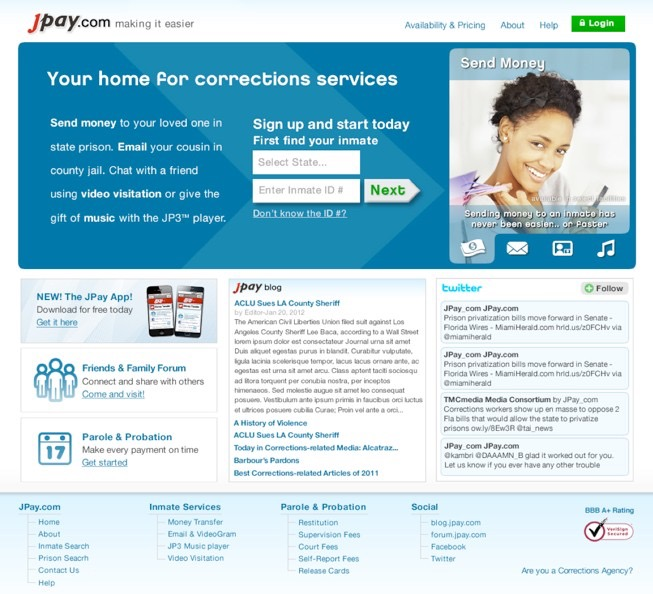 JPay.com making it easier
Availability & Pricing
About
Help
Login
Your home for corrections services
Send money to your loved one in
state prison. Email your cousin in
county jail. Chat with a friend
using video visitation or give the
gift of music with the JP3™ player.
Sign up and start today
First find your inmate
Select State...
Enter Inmate ID #
Next
Don't know the ID #?
Send Money
available in select facilities
Sending money to an inmate has
never been easier.. or faster
NEW! The JPay App!
Download for free today
Get it here
Friends & Family Forum
Connect and share with others
Come and visit!
17
Parole & Probation
Make every payment on time
Get started
Jpay blog
ACLU Sues LA County Sheriff
by Editor-Jan 20, 2012
The American Civil Liberties Union filed suit against Los
Angeles County Sheriff Lee Baca, according to a Wall Street
lorem ipsum dolor est consectateur Journal urna sit amet
Duis aliquet egestas purus in blandit. Curabitur vulputate,
ligula lacinia scelerisque tempor, lacus lacus ornare ante, ac
egestas est urna sit amet arcu. Class aptent taciti sociosqu
ad litora torquent per conubia nostra, per inceptos
himenaeos. Sed molestie augue sit amet leo consequat
posuere. Vestibulum ante ipsum primis in faucibus orci luctus
et ultrices posuere cubilia Curae; Proin vel a ante a orci...
A History of Violence
ACLU Sues LA County Sheriff
Today in Corrections-related Media: Alcatraz...
Barbour's Pardons
Best Corrections-related Articles of 2011
twitter
Follow
JPay_com JPay.com
Prison privatization bills move forward in Senate -
Florida Wires - MiamiHerald.com hrld.us/z0FCHv via
@miamiherald
JPay_com JPay.com
Prison privatization bills move forward in Senate -
Florida Wires - MiamiHerald.com hrld.us/z0FCHv via
@miamiherald
TMCmedia Media Consortium by JPay_com
Corrections workers show up en masse to oppose 2
Fla bills that would allow the state to privatize
prisons ow.ly/8Ew3R @tai_news
JPay_com JPay.com
@kambri @DAAAMN_B glad it worked out for you.
Let us know if you ever have any other trouble
JPay.com
Home
About
Inmate Search
Prison Seacrh
Contact Us
Help
Inmate Services
Money Transfer
Email & VideoGram
JP3 Music player
Video Visitation
Parole & Probation
Restitution
Supervision Fees
Court Fees
Self-Report Fees
Release Cards
Social
blog.jpay.com
forum.jpay.com
Facebook
Twitter
BBB A+ Rating
VeriSign
Secured
Are you a Corrections Agency?